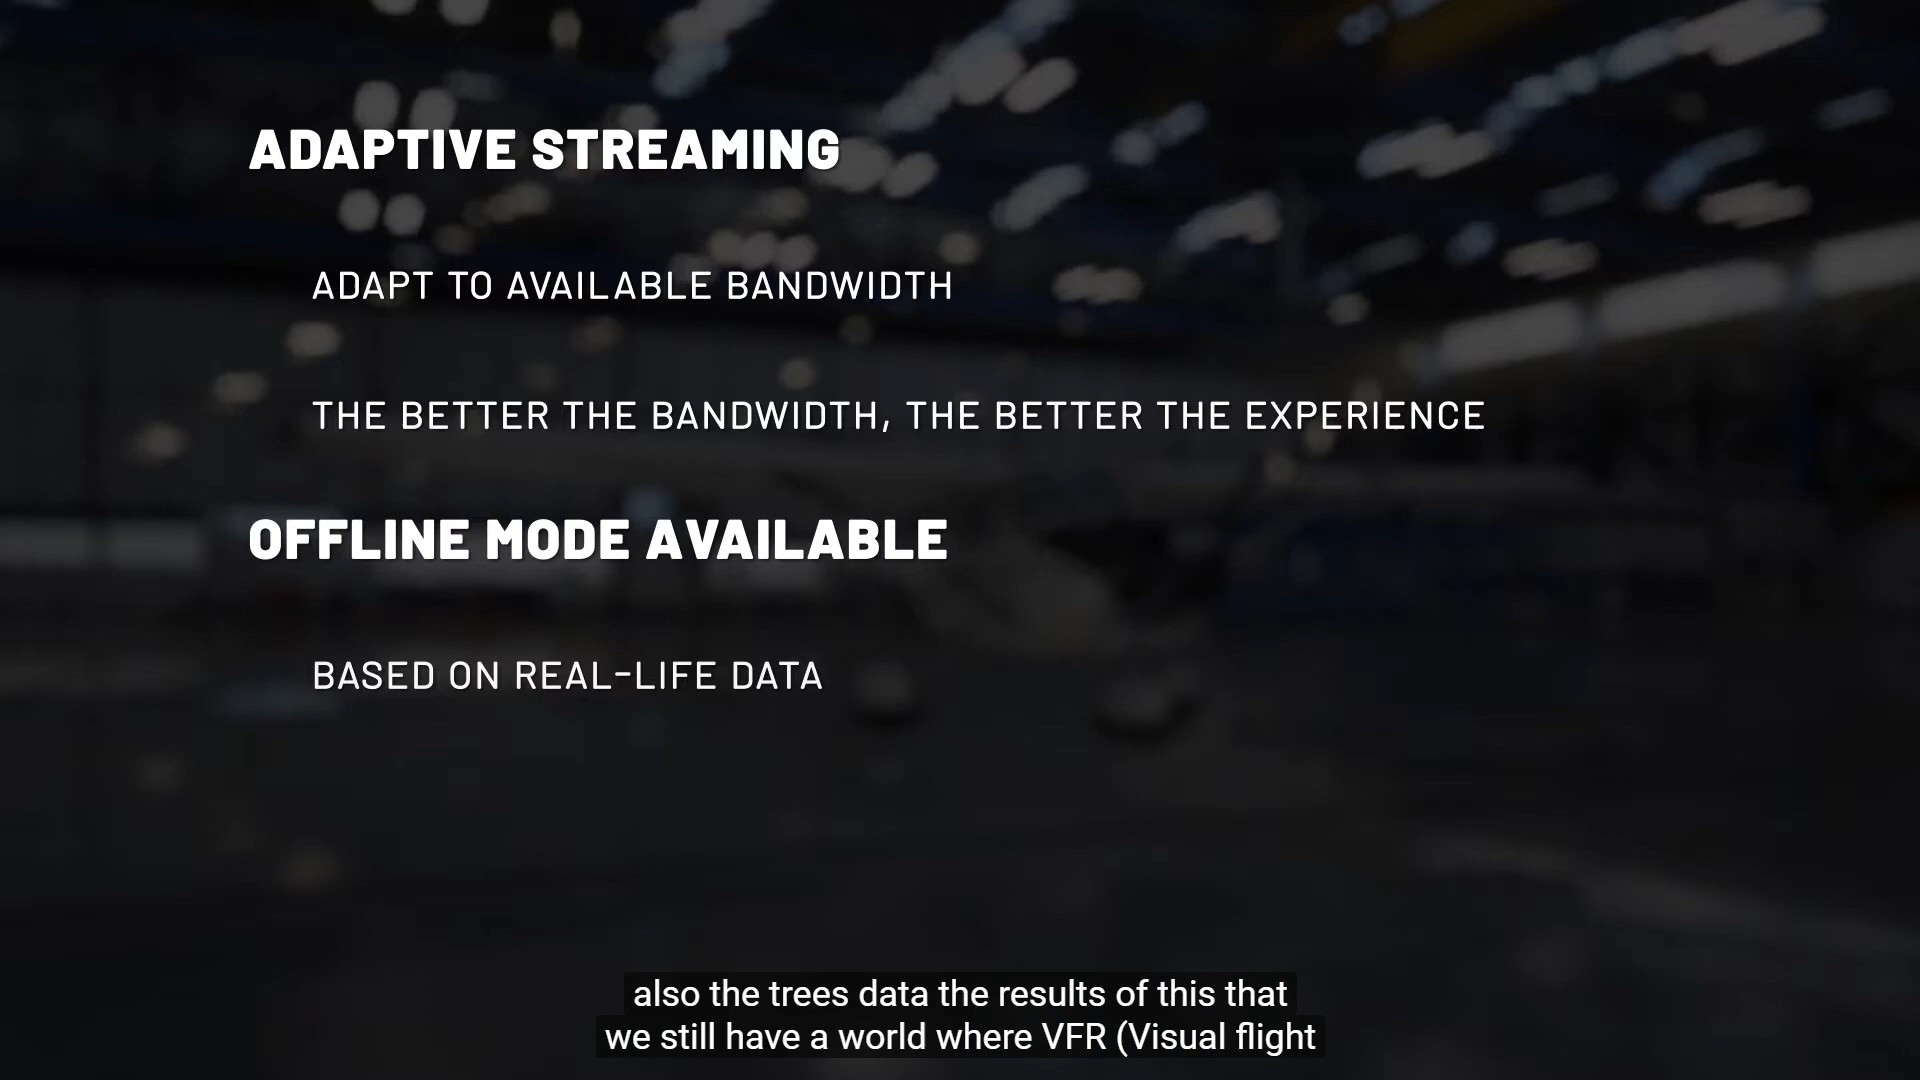 ADAPTIVE STREAMING
ADAPT TO AVAILABLE BANDWIDTH
THE BETTER THE BANDWIDTH, THE BETTER THE EXPERIENCE
OFFLINE MODE AVAILABLE
BASED ON REAL-LIFE DATA
also the trees data the results of this that
we still have a world where VFR (Visual flight